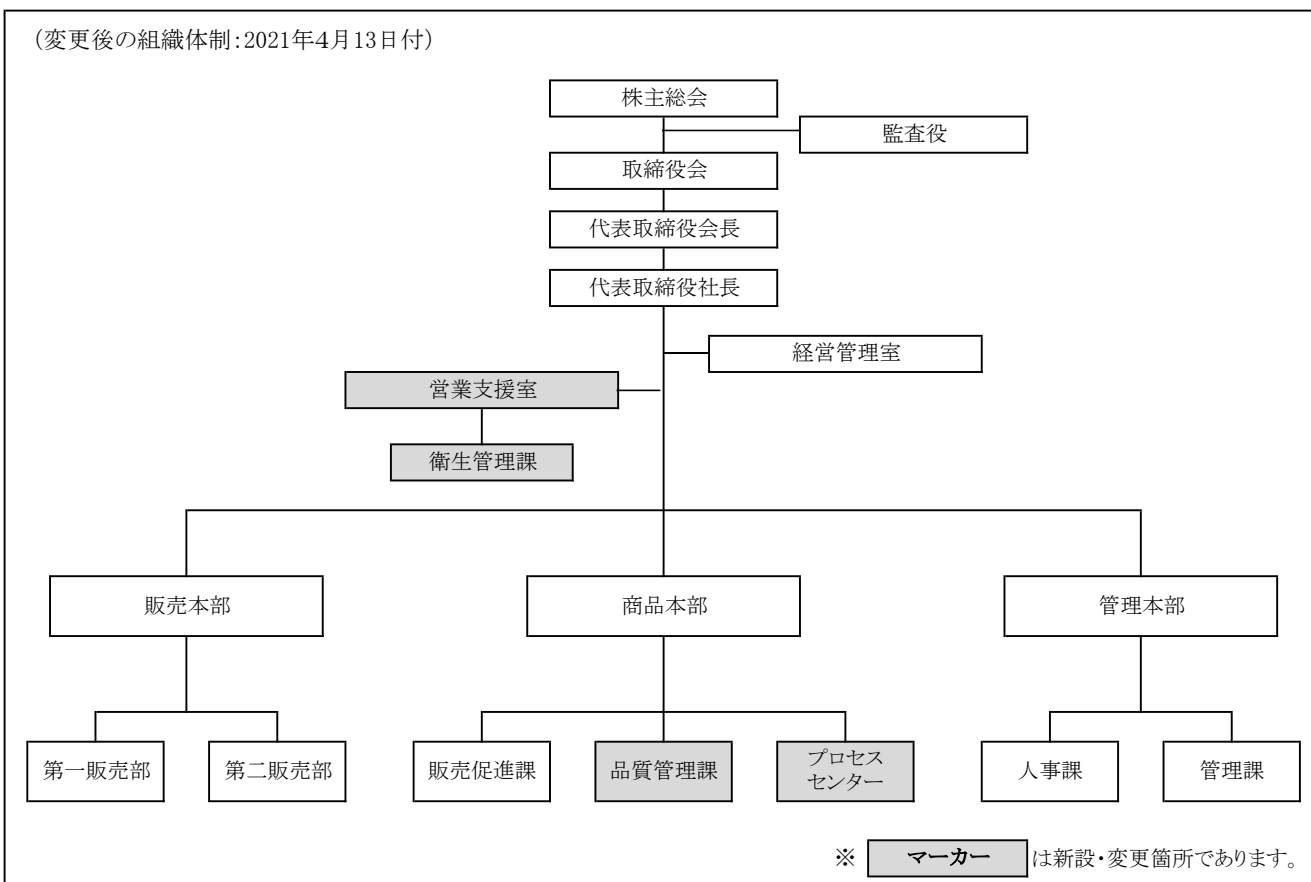 (変更後の組織体制:2021年4月13日付)
株主総会
監査役
取締役会
代表取締役会長
代表取締役社長
経営管理室
営業支援室
衛生管理課
販売本部
商品本部
管理本部
第一販売部
第二販売部
販売促進課
品質管理課
プロセス
センター
人事課
管理課
※ マーカー は新設・変更箇所であります。